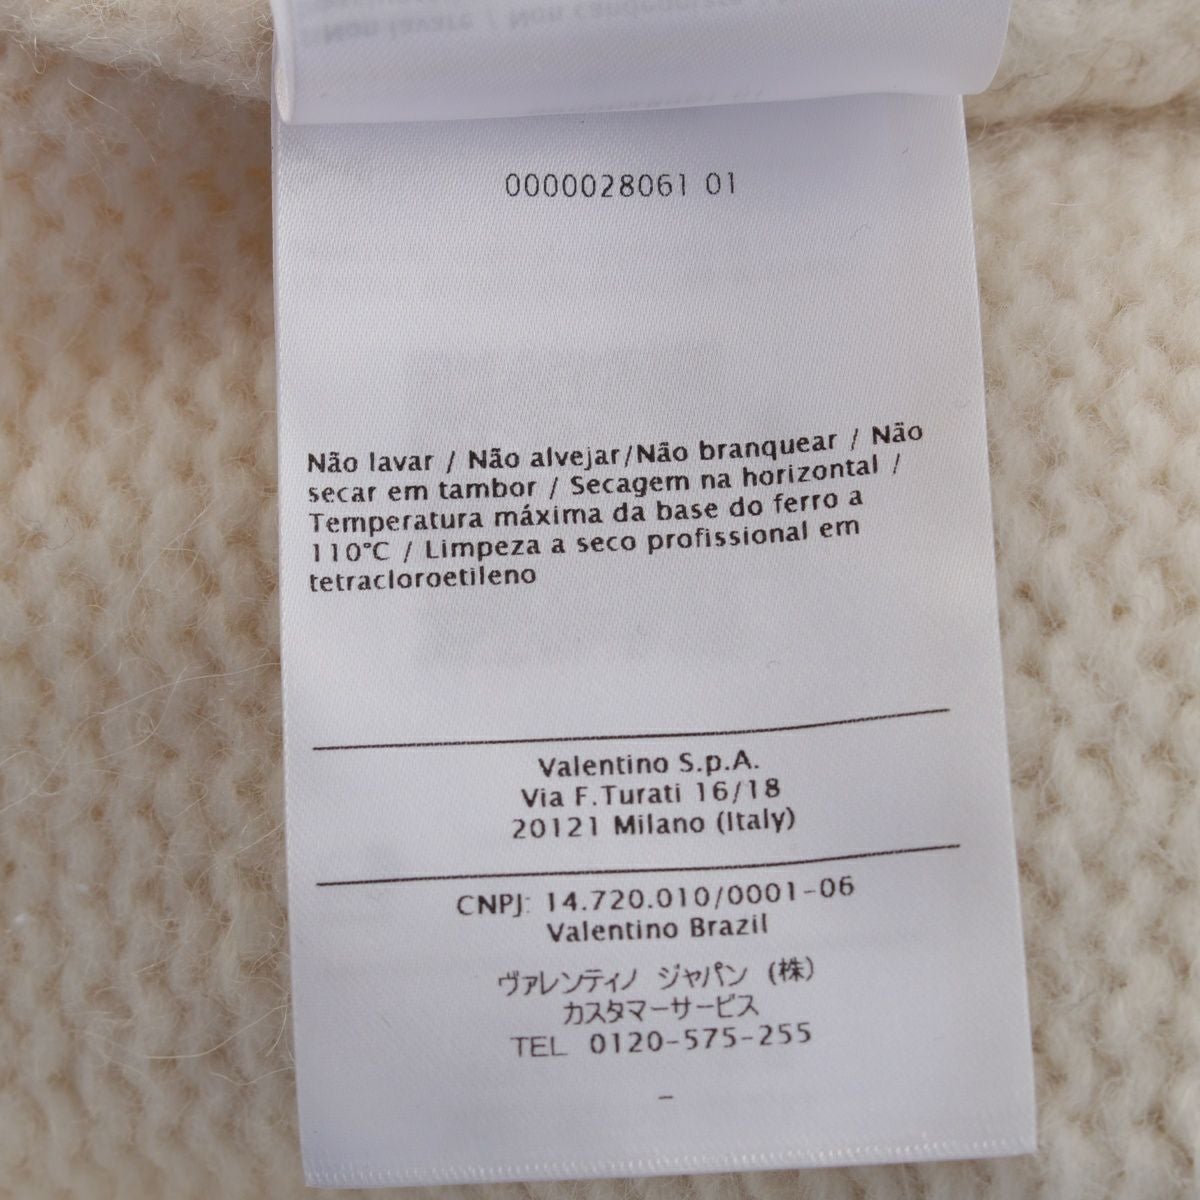 0000028061 01
Não lavar / Não alvejar/Não branquear / Não
secar em tambor / Secagem na horizontal /
Temperatura máxima da base do ferro a
110°C / Limpeza a seco profissional em
tetracloroetileno
Valentino S.p.A.
Via F.Turati 16/18
20121 Milano (Italy)
CNPJ: 14.720.010/0001-06
Valentino Brazil
ヴァレンティノ ジャパン (株)
カスタマーサービス
TEL 0120-575-255
-